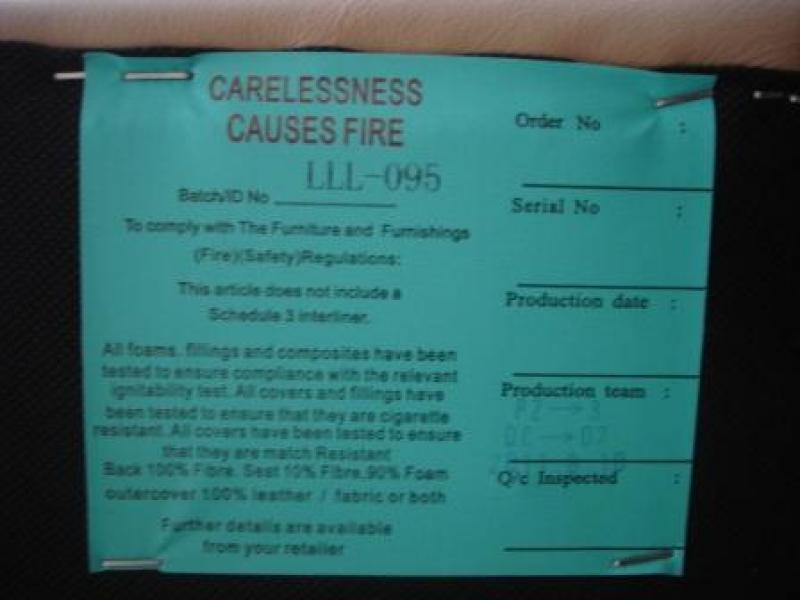 CARELESSNESS
CAUSES FIRE
LLL-095
Batch/ID No
To comply with The Furniture and Furnishings
(Fire)(Safety)Regulations:
This article does not include a
Schedule 3 interliner.
All foams, fillings and composites have been
tested to ensure compliance with the relevant
ignitability test. All covers and fillings have
been tested to ensure that they are cigarette
resistant. All covers have been tested to ensure
that they are match Resistant
Back 100% Fibre. Seat 10% Fibre,90% Foam
outercover 100% leather / fabric or both
Further details are available
from your retailer
Order No :
Serial No :
Production date :
Production team :
Q/c Inspected :